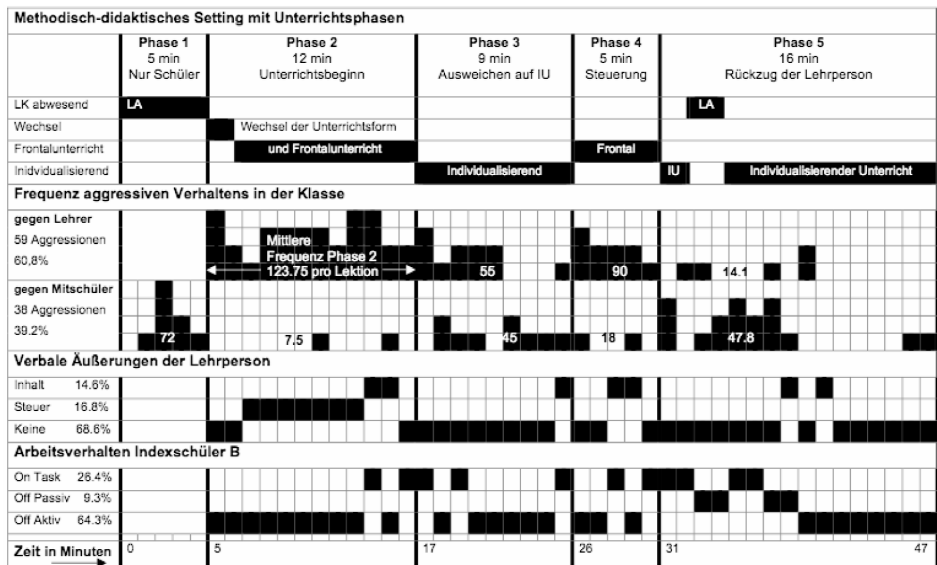 Methodisch-didaktisches Setting mit Unterrichtsphasen
Phase 1 Phase 2 Phase 3 Phase 4 Phase 5
5 min 12 min 9 min 5 min 16 min
Nur Schüler Unterrichtsbeginn Ausweichen auf IU Steuerung Rückzug der Lehrperson
LK abwesend LA LA
Wechsel Wechsel der Unterrichtsform
Frontalunterricht und Frontalunterricht Frontal
Inidvidualisierend Individualisierend IU Individualisierender Unterricht
Frequenz aggressiven Verhaltens in der Klasse
gegen Lehrer
59 Aggressionen Mittlere
60,8% Frequenz Phase 2
123.75 pro Lektion 55 90 14.1
gegen Mitschüler
38 Aggressionen
39.2%
72 7.5 45 18 47.8
Verbale Äußerungen der Lehrperson
Inhalt 14.6%
Steuer 16.8%
Keine 68.6%
Arbeitsverhalten Indexschüler B
On Task 26.4%
Off Passiv 9.3%
Off Aktiv 64.3%
Zeit in Minuten 0 5 17 26 31 47